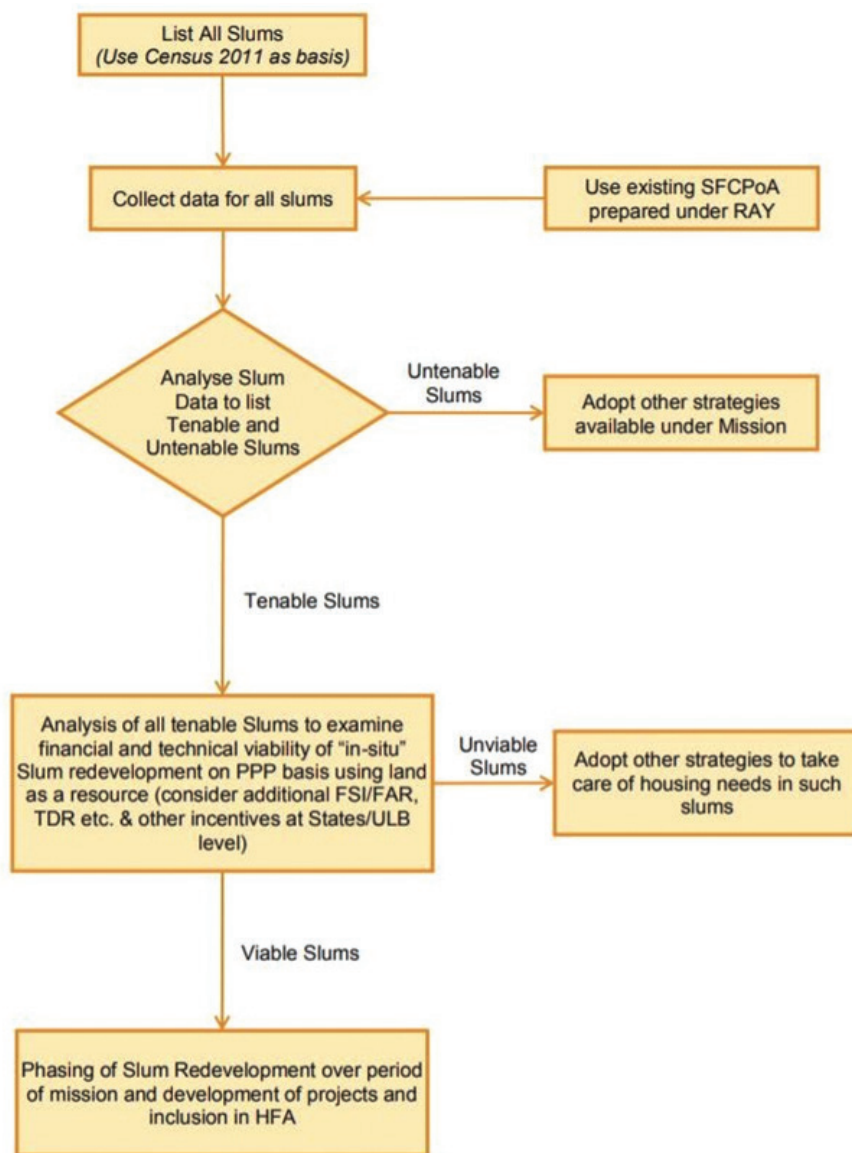 List All Slums
(Use Census 2011 as basis)
Collect data for all slums
Use existing SFCPoA
prepared under RAY
Analyse Slum
Data to list
Tenable and
Untenable Slums
Untenable
Slums
Adopt other strategies
available under Mission
Tenable Slums
Analysis of all tenable Slums to examine
financial and technical viability of “in-situ”
Slum redevelopment on PPP basis using land
as a resource (consider additional FSI/FAR,
TDR etc. & other incentives at States/ULB
level)
Unviable
Slums
Adopt other strategies to take
care of housing needs in such
slums
Viable Slums
Phasing of Slum Redevelopment over period
of mission and development of projects and
inclusion in HFA